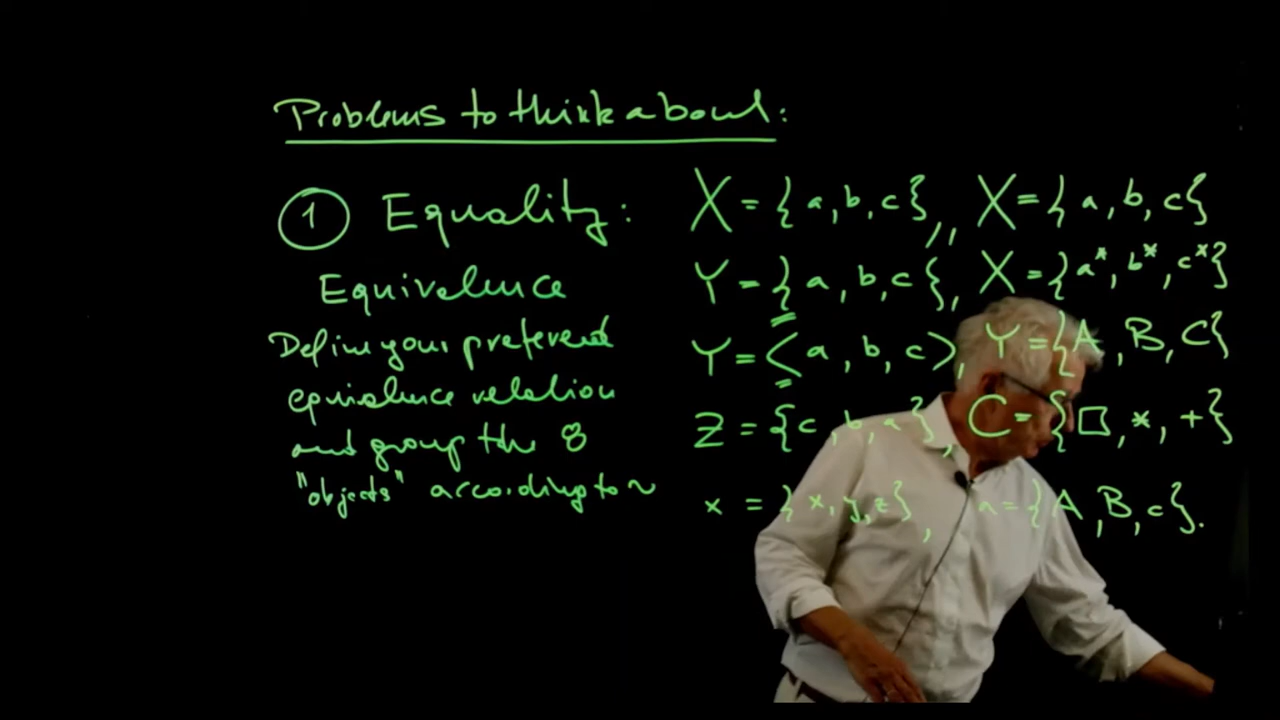 Problems to think about:
① Equality:
Equivalence
Define your preferred
equivalence relation
and group the 8
"objects" according to ~
X = {a, b, c},, X = {a, b, c}
Y = {a, b, c}, X = {a*, b*, c*}
Y = <a, b, c>, Y = {A, B, C}
Z = {c, b, a}, C = {□, *, +}
x = {x, y, z}, a = {A, B, c}.